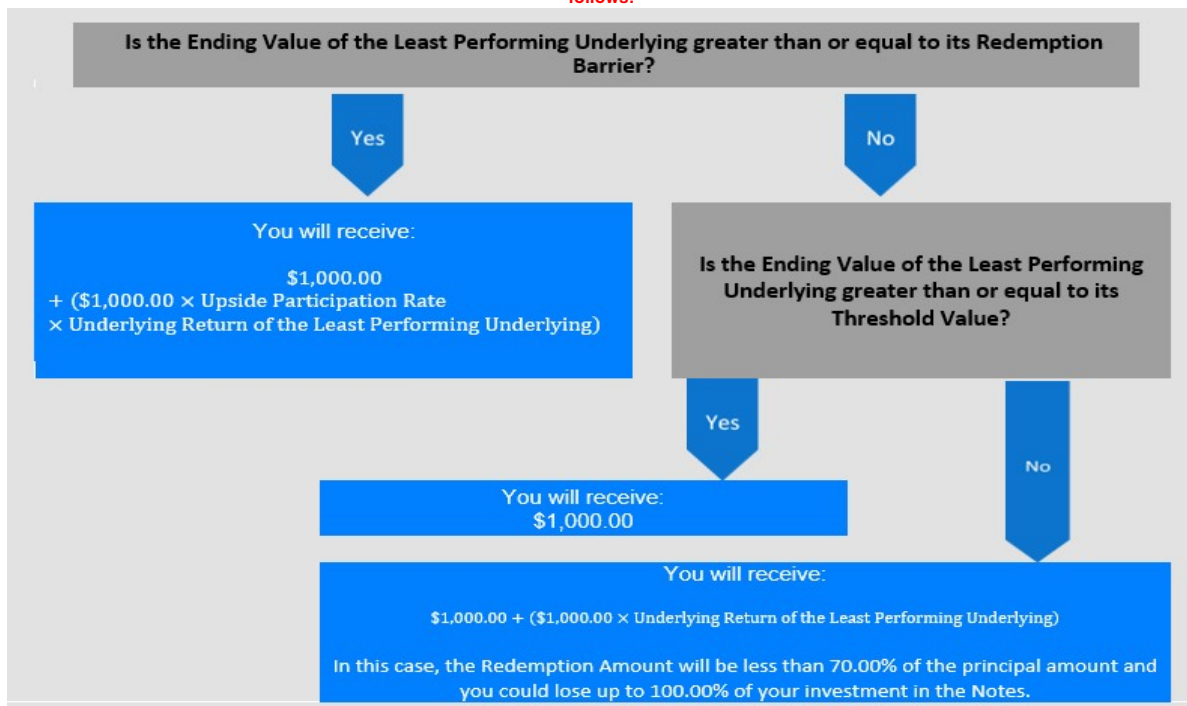 follows:
Is the Ending Value of the Least Performing Underlying greater than or equal to its Redemption
Barrier?
Yes
No
You will receive:
$1,000.00
+ ($1,000.00 × Upside Participation Rate
× Underlying Return of the Least Performing Underlying)
Is the Ending Value of the Least Performing
Underlying greater than or equal to its
Threshold Value?
Yes
No
You will receive:
$1,000.00
You will receive:
$1,000.00 + ($1,000.00 × Underlying Return of the Least Performing Underlying)
In this case, the Redemption Amount will be less than 70.00% of the principal amount and
you could lose up to 100.00% of your investment in the Notes.